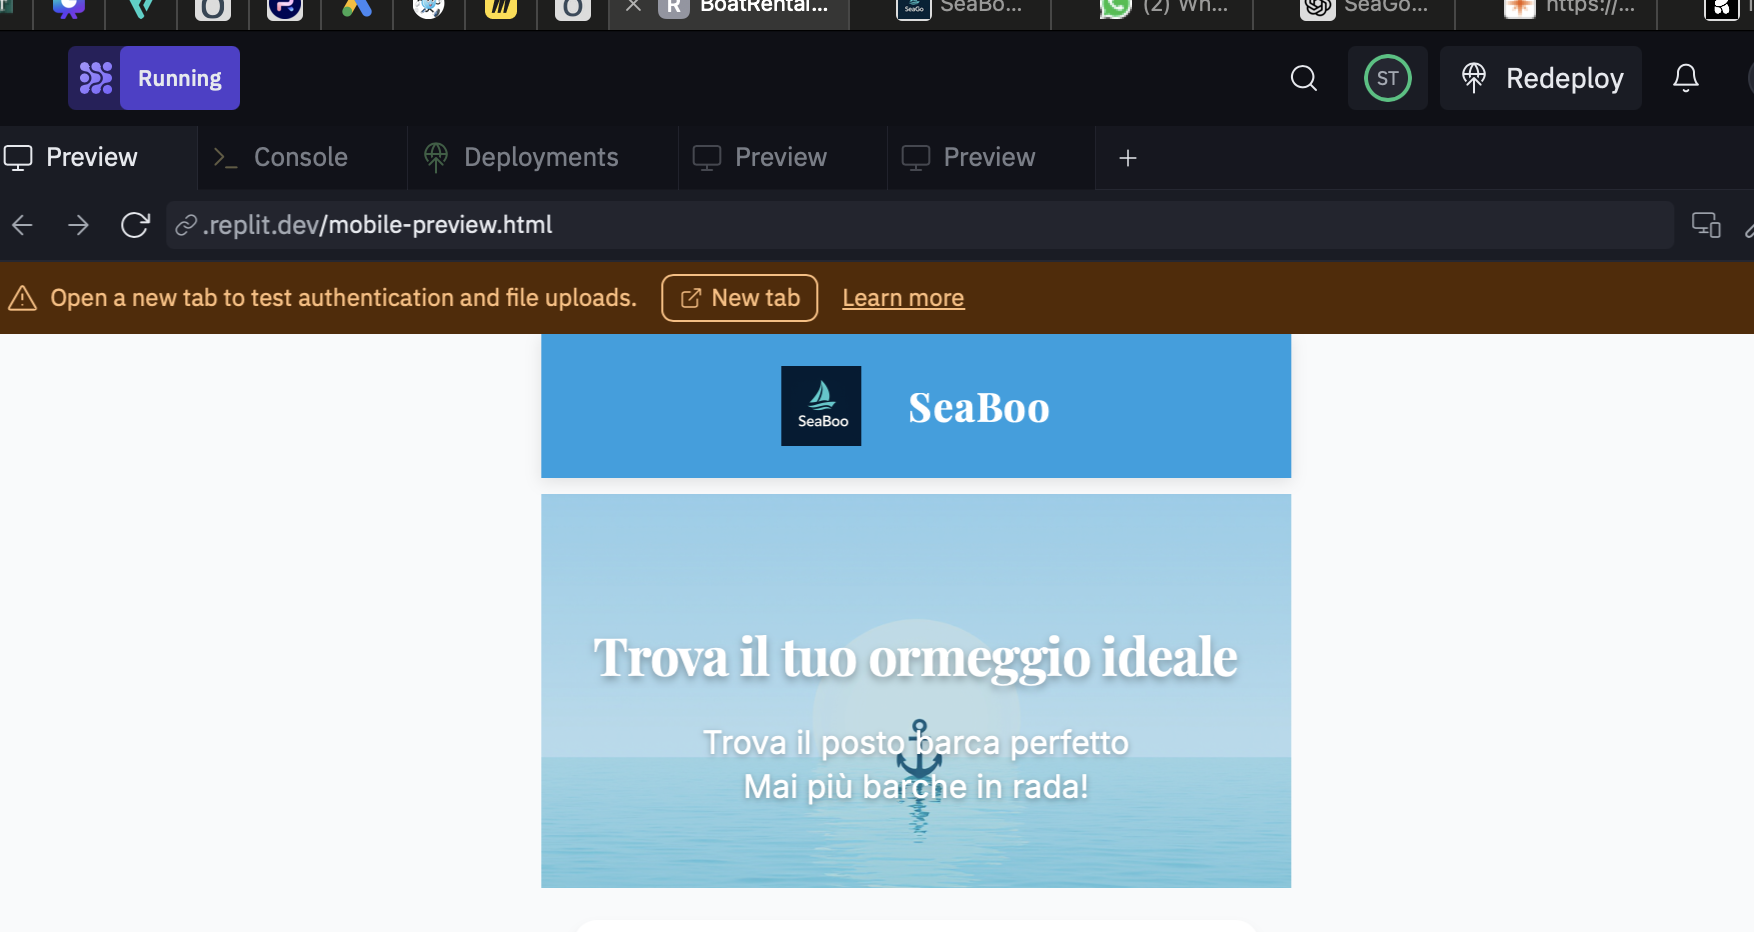 BoatRental...
SeaBo...
(2) Wh...
SeaGo...
https://...
Running
ST
Redeploy
Preview
Console
Deployments
Preview
Preview
.replit.dev/mobile-preview.html
Open a new tab to test authentication and file uploads.
New tab
Learn more
SeaBoo
SeaBoo
Trova il tuo ormeggio ideale
Trova il posto barca perfetto
Mai più barche in rada!